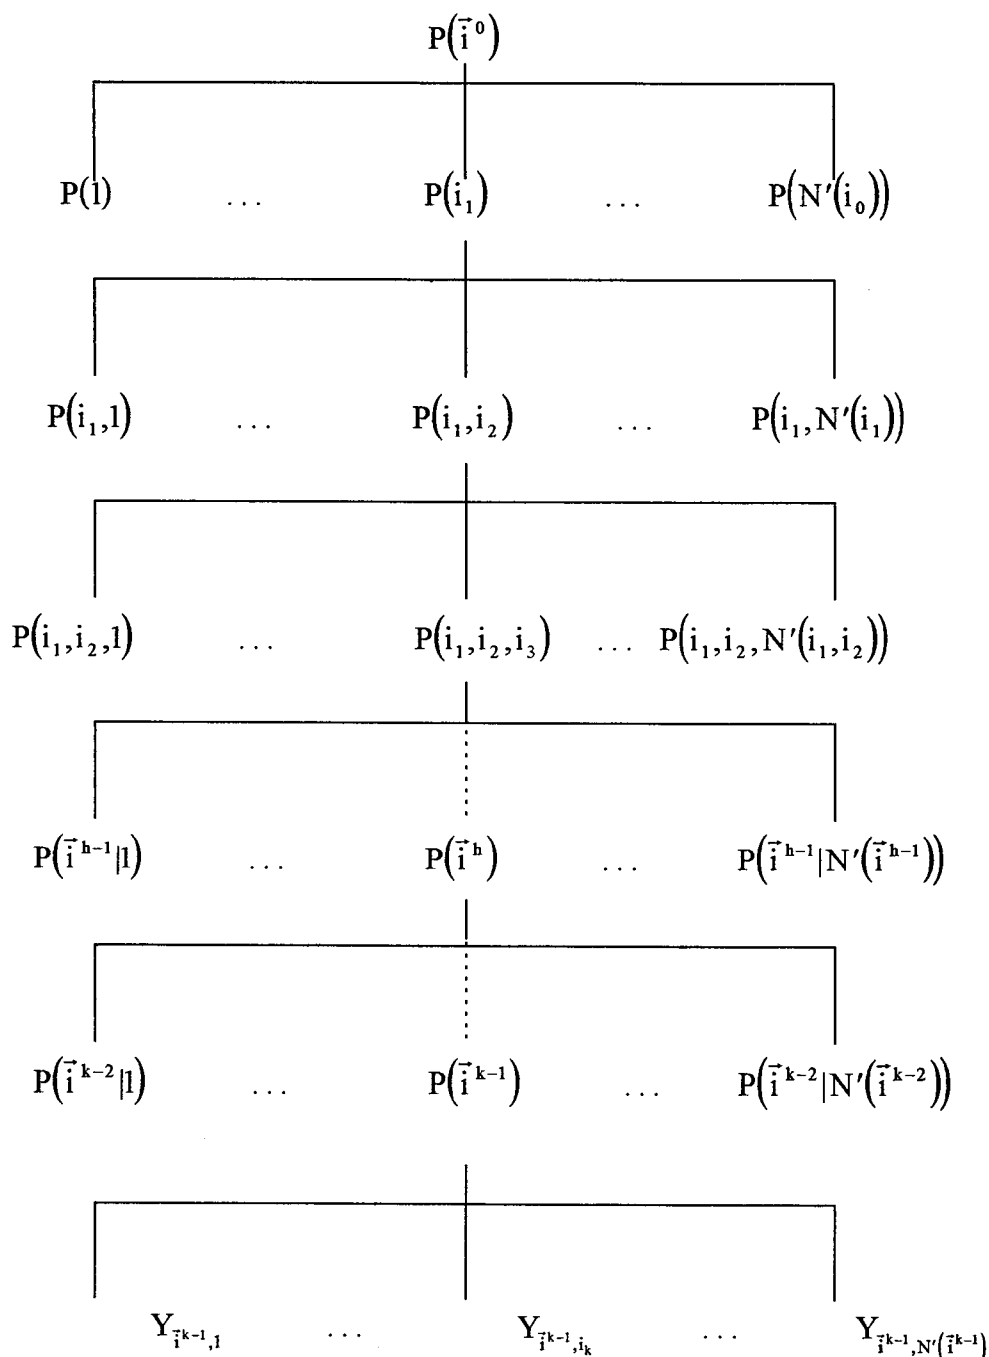 P(i⃗ ⁰)
P(1) ... P(i₁) ... P(N′(i₀))
P(i₁,1) ... P(i₁,i₂) ... P(i₁,N′(i₁))
P(i₁,i₂,1) ... P(i₁,i₂,i₃) ... P(i₁,i₂,N′(i₁,i₂))
P(i⃗ ʰ⁻¹|1) ... P(i⃗ ʰ) ... P(i⃗ ʰ⁻¹|N′(i⃗ ʰ⁻¹))
P(i⃗ ᵏ⁻²|1) ... P(i⃗ ᵏ⁻¹) ... P(i⃗ ᵏ⁻²|N′(i⃗ ᵏ⁻²))
Y_{i⃗ᵏ⁻¹,1} ... Y_{i⃗ᵏ⁻¹,iₖ} ... Y_{i⃗ᵏ⁻¹,N′(i⃗ᵏ⁻¹)}